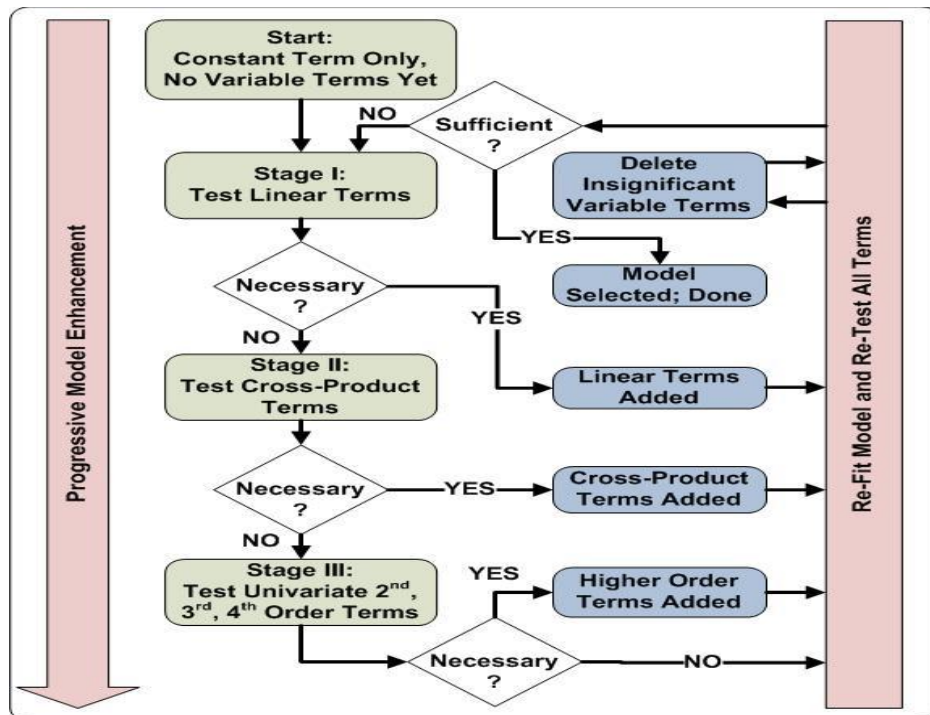 Start:
Constant Term Only,
No Variable Terms Yet
NO
Sufficient
?
Stage I:
Test Linear Terms
Delete
Insignificant
Variable Terms
YES
Model
Selected; Done
Necessary
?
YES
NO
Stage II:
Test Cross-Product
Terms
Linear Terms
Added
Necessary
?
YES
Cross-Product
Terms Added
NO
Stage III:
Test Univariate 2nd,
3rd, 4th Order Terms
YES
Higher Order
Terms Added
Necessary
?
NO
Progressive Model Enhancement
Re-Fit Model and Re-Test All Terms